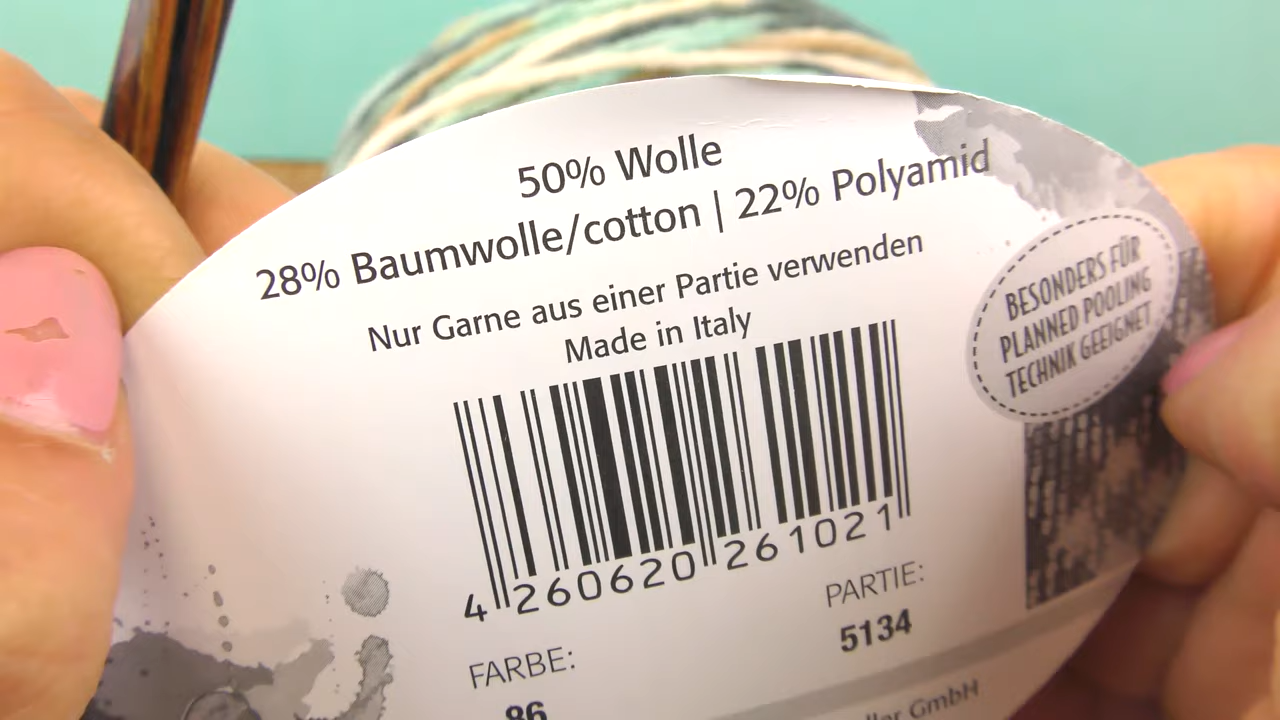 50% Wolle
28% Baumwolle/cotton | 22% Polyamid
Nur Garne aus einer Partie verwenden
Made in Italy
BESONDERS FÜR
PLANNED POOLING
TECHNIK GEEIGNET
4 260620 261021
PARTIE:
5134
FARBE:
86
GmbH